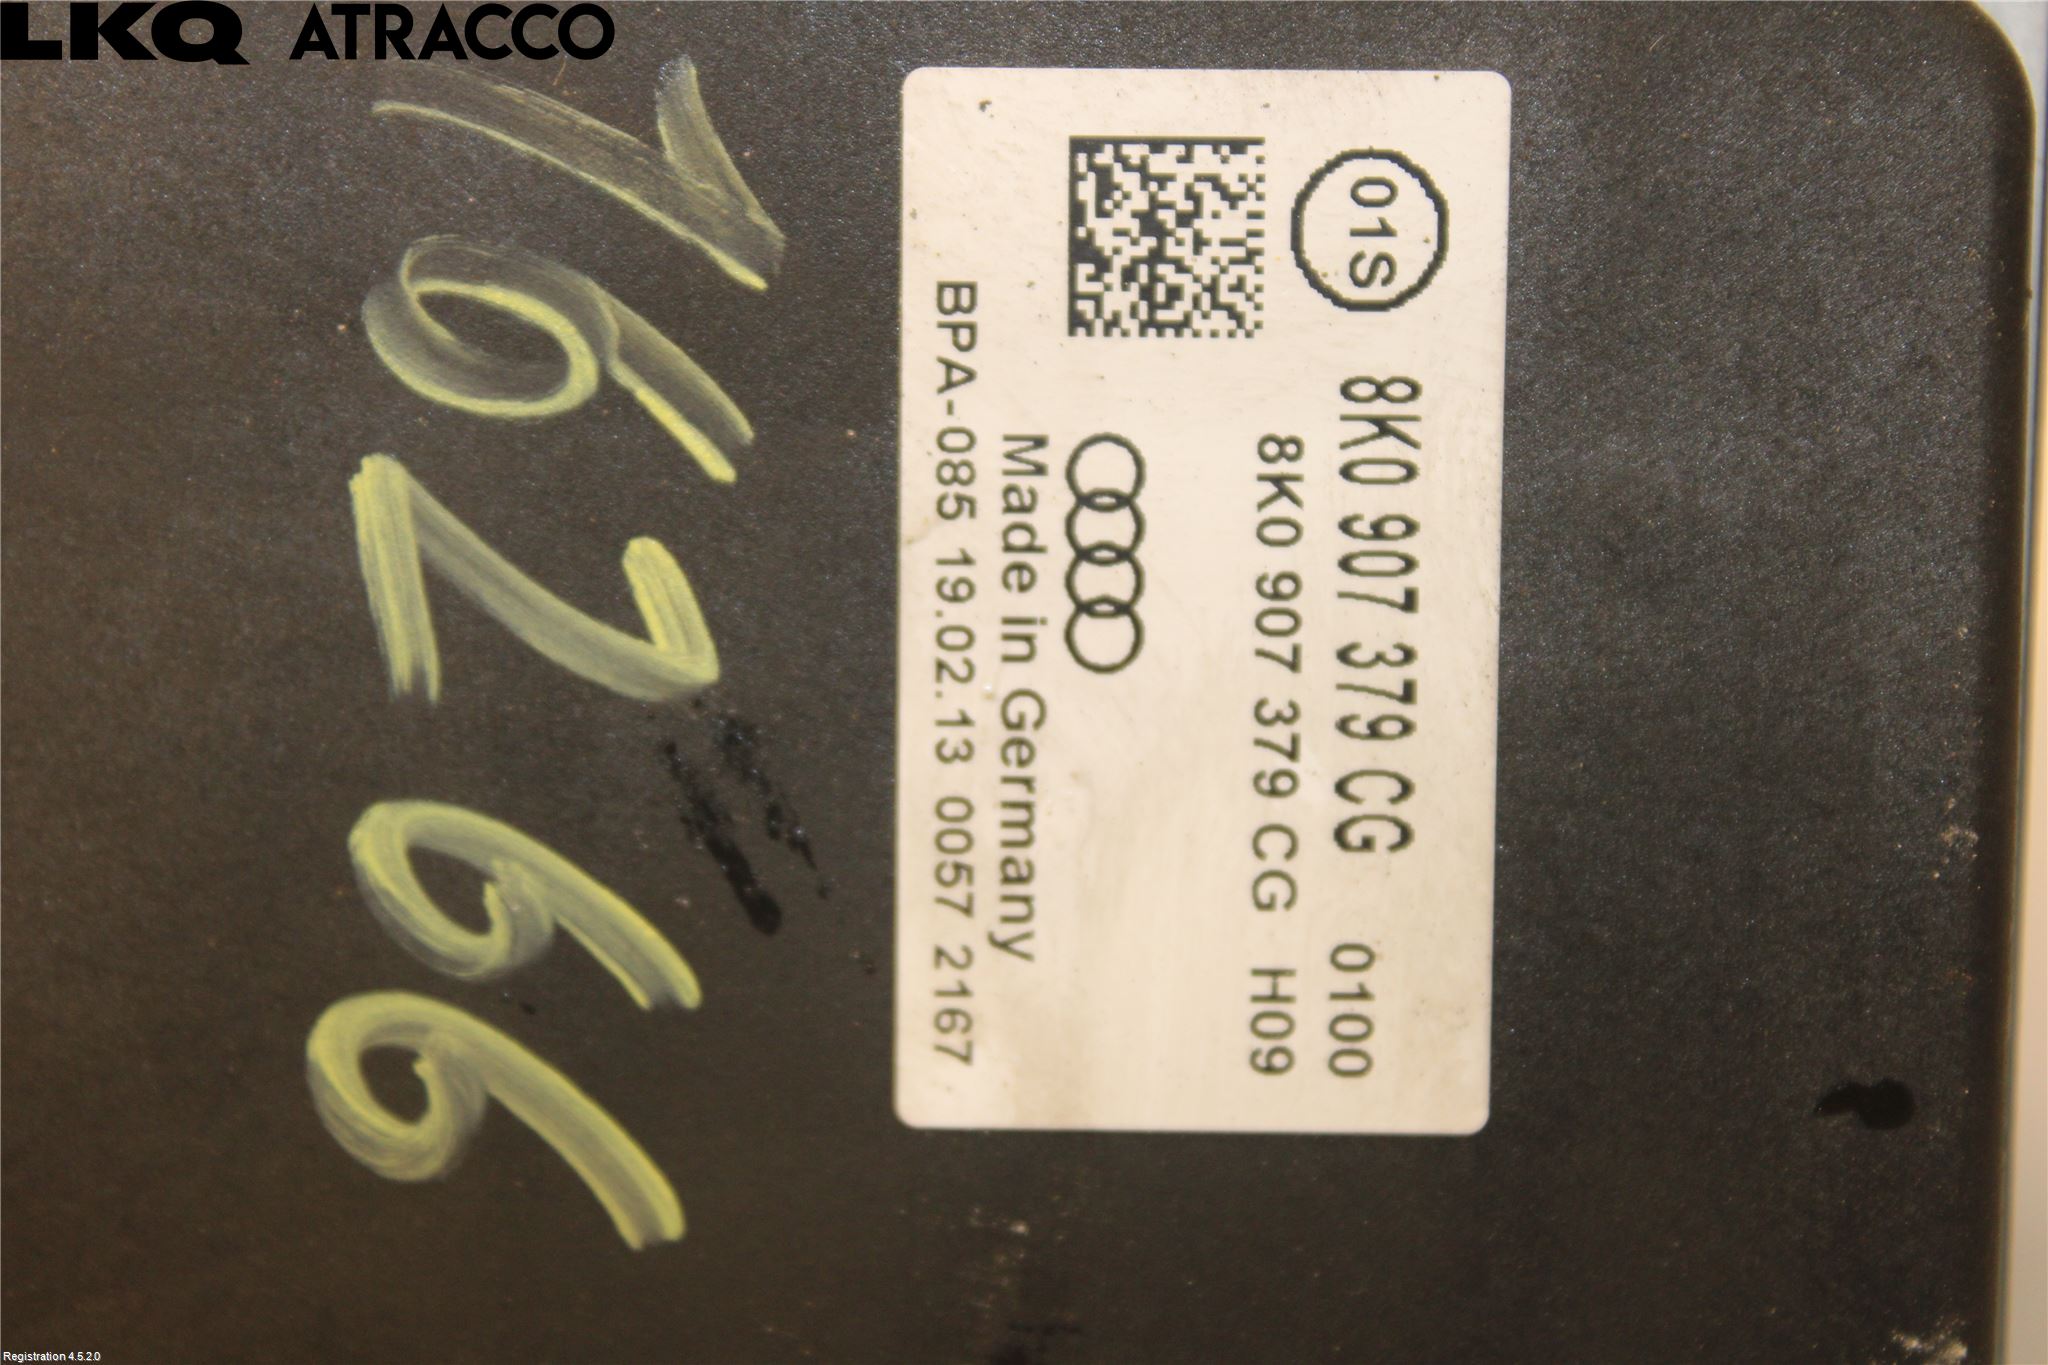 LKQ ATRACCO
01S
8K0 907 379 CG 0100
8K0 907 379 CG H09
Made in Germany
BPA-085 19.02.13 0057 2167
16266
Registration 4.5.2.0